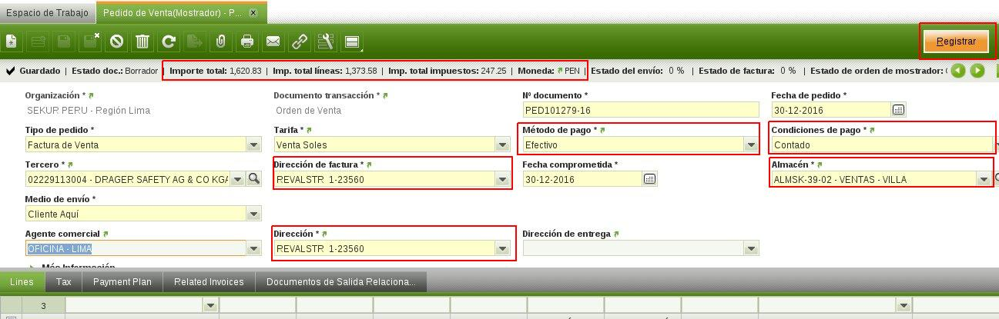 Espacio de Trabajo Pedido de Venta(Mostrador) - P... x
Registrar
Guardado | Estado doc.: Borrador | Importe total: 1,620.83 | Imp. total líneas: 1,373.58 | Imp. total impuestos: 247.25 | Moneda: PEN | Estado del envío: 0 % | Estado de factura: 0 % | Estado de orden de mostrador:
Organización * Documento transacción * Nº documento * Fecha de pedido *
SEKUR PERU - Región Lima Orden de Venta PED101279-16 30-12-2016
Tipo de pedido * Tarifa * Método de pago * Condiciones de pago *
Factura de Venta Venta Soles Efectivo Contado
Tercero * Dirección de factura * Fecha comprometida * Almacén *
02229113004 - DRAGER SAFETY AG & CO KGA REVALSTR 1-23560 30-12-2016 ALMSK-39-02 - VENTAS - VILLA
Medio de envío *
Cliente Aquí
Agente comercial Dirección * Dirección de entrega
OFICINA - LIMA REVALSTR 1-23560
Más Información
Lines Tax Payment Plan Related Invoices Documentos de Salida Relaciona...
3